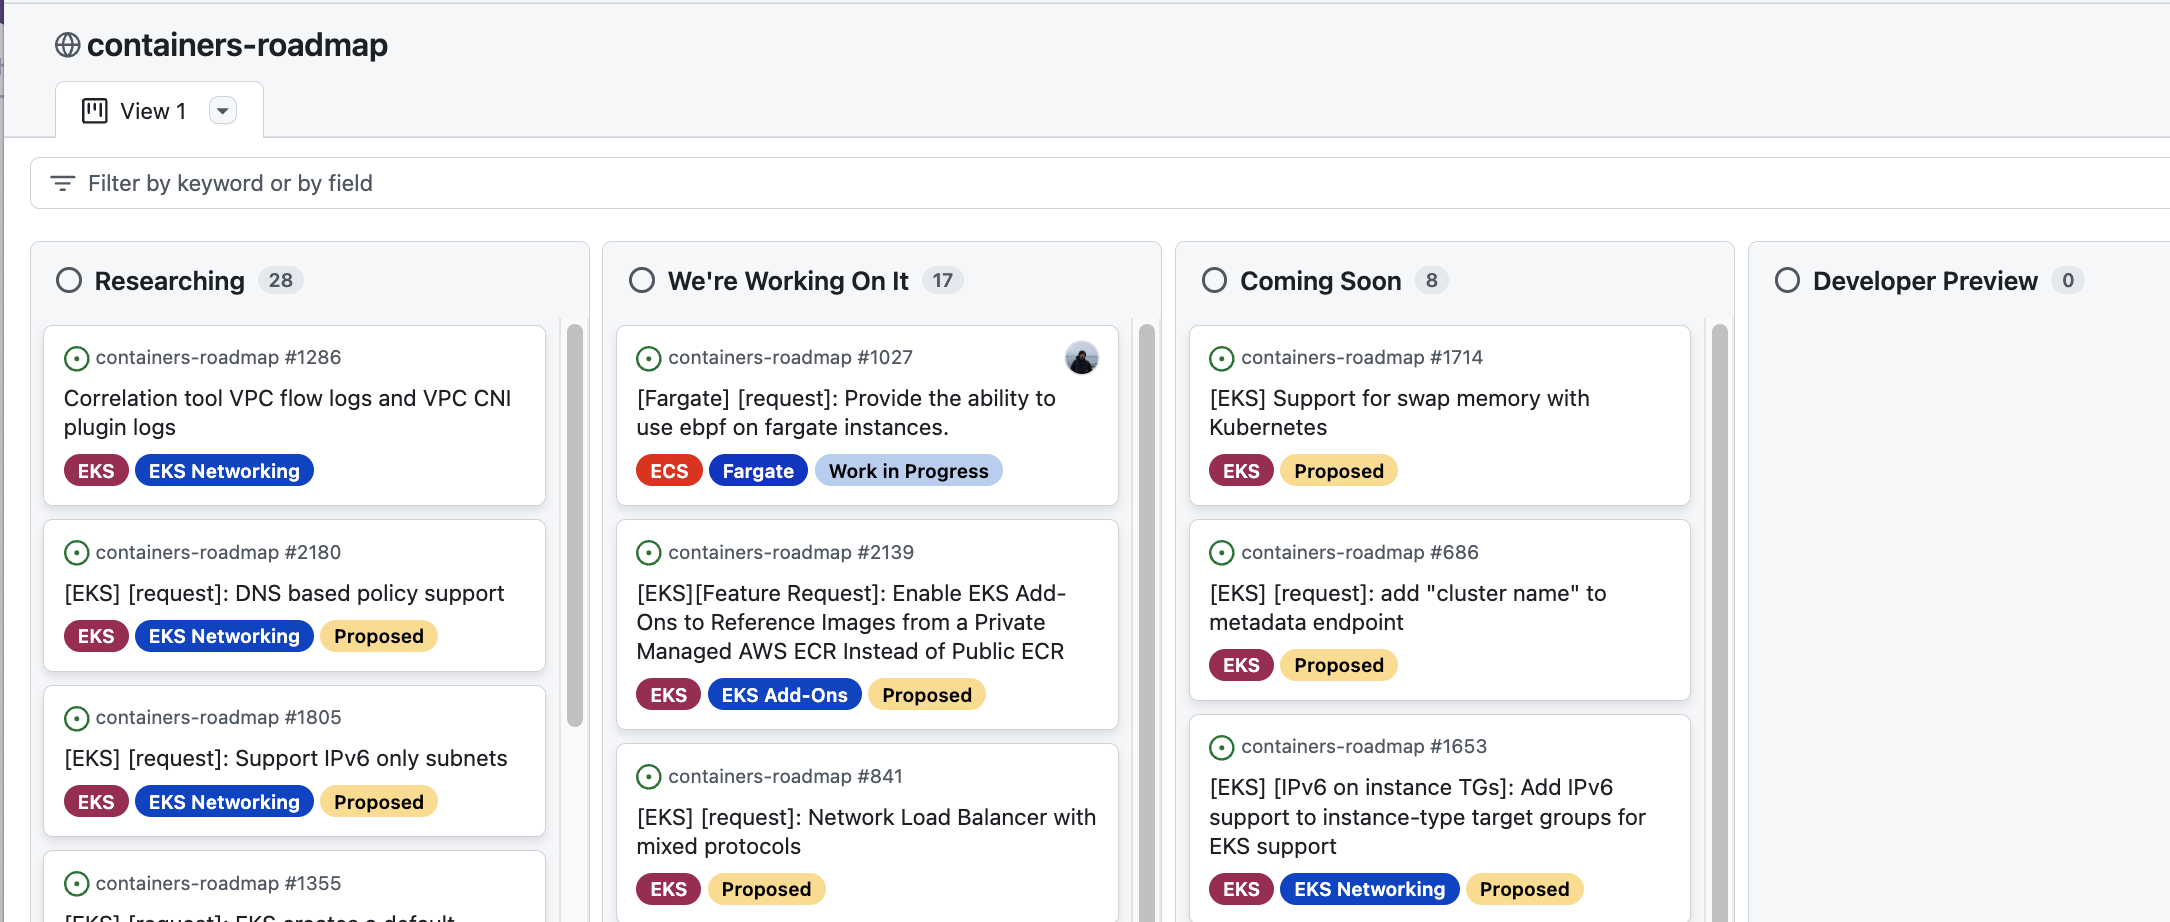 containers-roadmap
View 1
Filter by keyword or by field
Researching 28
containers-roadmap #1286
Correlation tool VPC flow logs and VPC CNI
plugin logs
EKS EKS Networking
containers-roadmap #2180
[EKS] [request]: DNS based policy support
EKS EKS Networking Proposed
containers-roadmap #1805
[EKS] [request]: Support IPv6 only subnets
EKS EKS Networking Proposed
containers-roadmap #1355
[EKS] [request]: EKS creates a default
We're Working On It 17
containers-roadmap #1027
[Fargate] [request]: Provide the ability to
use ebpf on fargate instances.
ECS Fargate Work in Progress
containers-roadmap #2139
[EKS][Feature Request]: Enable EKS Add-
Ons to Reference Images from a Private
Managed AWS ECR Instead of Public ECR
EKS EKS Add-Ons Proposed
containers-roadmap #841
[EKS] [request]: Network Load Balancer with
mixed protocols
EKS Proposed
Coming Soon 8
containers-roadmap #1714
[EKS] Support for swap memory with
Kubernetes
EKS Proposed
containers-roadmap #686
[EKS] [request]: add "cluster name" to
metadata endpoint
EKS Proposed
containers-roadmap #1653
[EKS] [IPv6 on instance TGs]: Add IPv6
support to instance-type target groups for
EKS support
EKS EKS Networking Proposed
Developer Preview 0